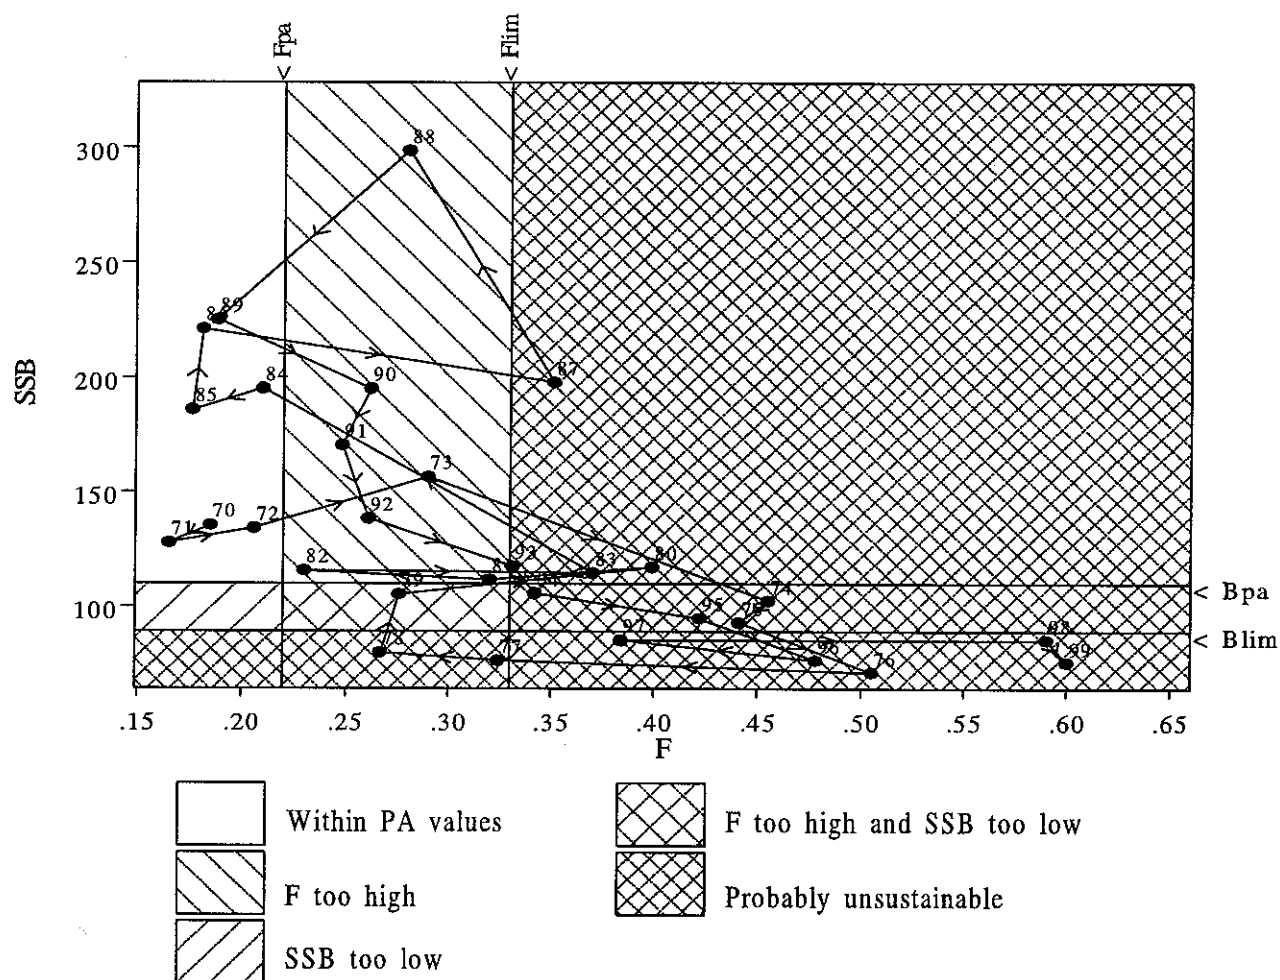 < Fpa
< Flim
300
250
200
150
100
SSB
88
89
87
84
90
85
91
73
70
72
71
92
82
93
83
80
74
95
75
97
96
76
98
99
< Bpa
< Blim
.15 .20 .25 .30 .35 .40 .45 .50 .55 .60 .65
F
Within PA values
F too high and SSB too low
F too high
Probably unsustainable
SSB too low